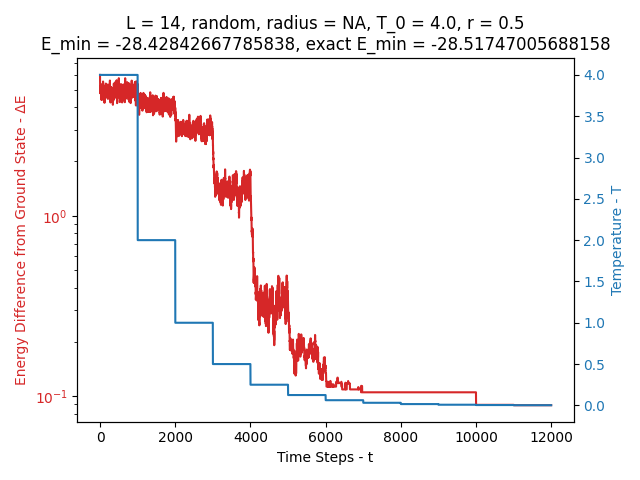 L = 14, random, radius = NA, T_0 = 4.0, r = 0.5
E_min = -28.42842667785838, exact E_min = -28.51747005688158
Energy Difference from Ground State - ΔE
10⁰
10⁻¹
4.0
3.5
3.0
2.5
2.0
1.5
1.0
0.5
0.0
Temperature - T
0 2000 4000 6000 8000 10000 12000
Time Steps - t